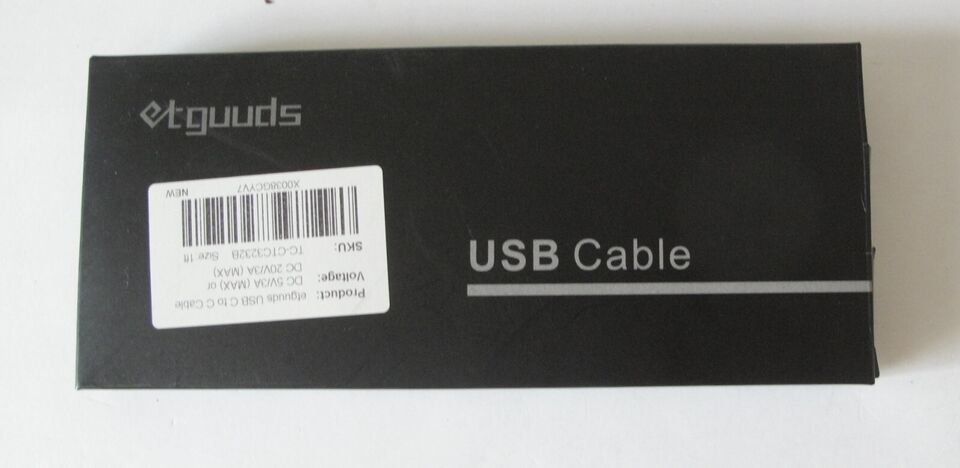 etguuds
USB Cable
Product: etguuds USB C to C Cable
Voltage: DC 5V/3A (MAX) or
DC 20V/3A (MAX)
SKU: TC-CTC3232B Size:1ft
X0038GCYV7
NEW